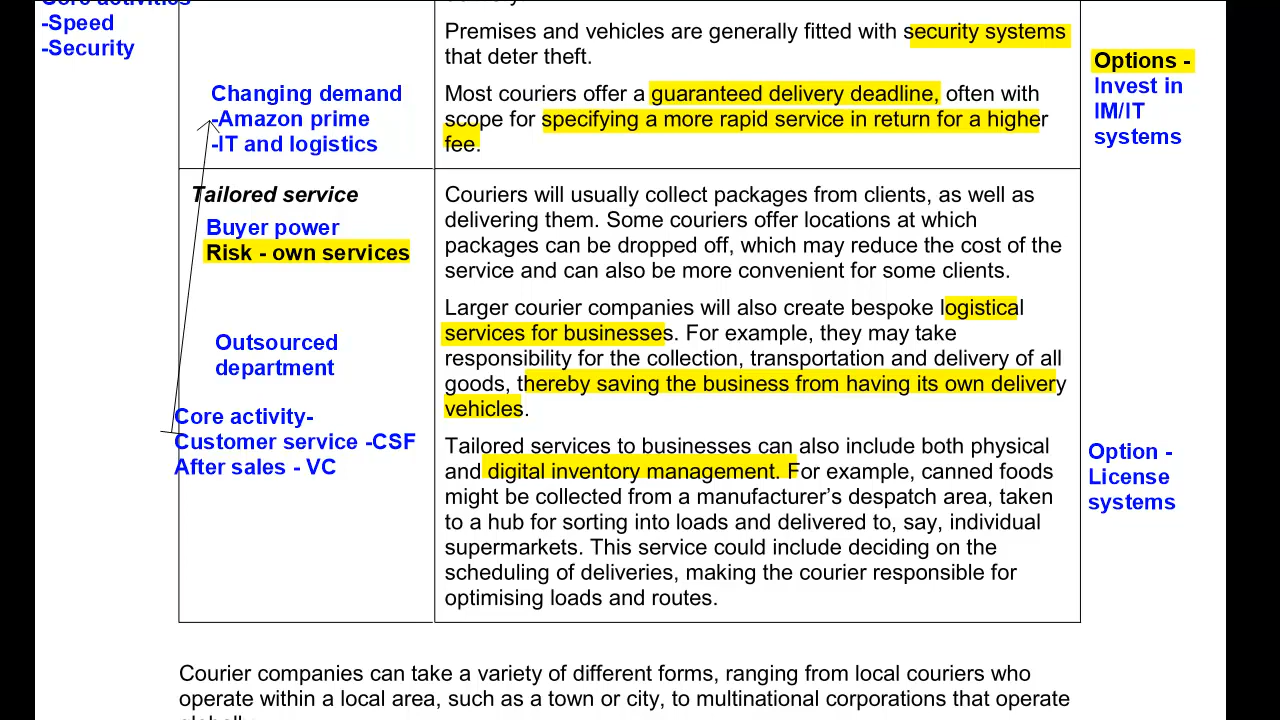 Core activities
-Speed
-Security
Premises and vehicles are generally fitted with security systems
that deter theft.
Changing demand
-Amazon prime
-IT and logistics
Most couriers offer a guaranteed delivery deadline, often with
scope for specifying a more rapid service in return for a higher
fee.
Options -
Invest in
IM/IT
systems
Tailored service
Buyer power
Risk - own services
Outsourced
department
Core activity-
Customer service -CSF
After sales - VC
Couriers will usually collect packages from clients, as well as
delivering them. Some couriers offer locations at which
packages can be dropped off, which may reduce the cost of the
service and can also be more convenient for some clients.
Larger courier companies will also create bespoke logistical
services for businesses. For example, they may take
responsibility for the collection, transportation and delivery of all
goods, thereby saving the business from having its own delivery
vehicles.
Tailored services to businesses can also include both physical
and digital inventory management. For example, canned foods
might be collected from a manufacturer's despatch area, taken
to a hub for sorting into loads and delivered to, say, individual
supermarkets. This service could include deciding on the
scheduling of deliveries, making the courier responsible for
optimising loads and routes.
Option -
License
systems
Courier companies can take a variety of different forms, ranging from local couriers who
operate within a local area, such as a town or city, to multinational corporations that operate
globally.